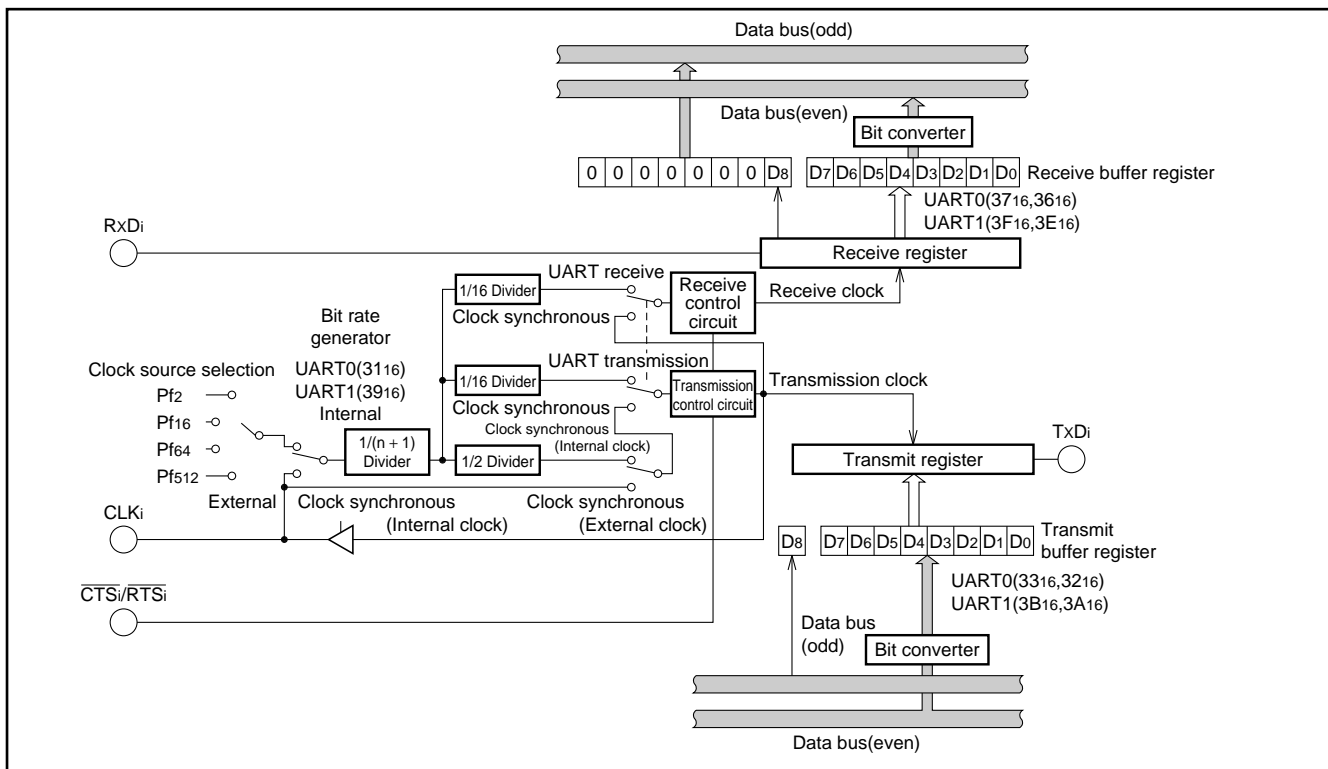 Data bus(odd)
Data bus(even)
Bit converter
0 0 0 0 0 0 0 D8
D7 D6 D5 D4 D3 D2 D1 D0
Receive buffer register
UART0(3716,3616)
UART1(3F16,3E16)
RXDi
Receive register
UART receive
1/16 Divider
Receive
control
circuit
Receive clock
Clock synchronous
Bit rate
generator
UART0(3116)
UART1(3916)
Internal
UART transmission
1/16 Divider
Transmission
control circuit
Transmission clock
Clock synchronous
Clock synchronous
(Internal clock)
Clock source selection
Pf2
Pf16
Pf64
Pf512
1/(n + 1)
Divider
1/2 Divider
External
Clock synchronous
(Internal clock)
Clock synchronous
(External clock)
TXDi
Transmit register
CLKi
D8
D7 D6 D5 D4 D3 D2 D1 D0
Transmit
buffer register
UART0(3316,3216)
UART1(3B16,3A16)
CTSi/RTSi
Data bus
(odd)
Bit converter
Data bus(even)